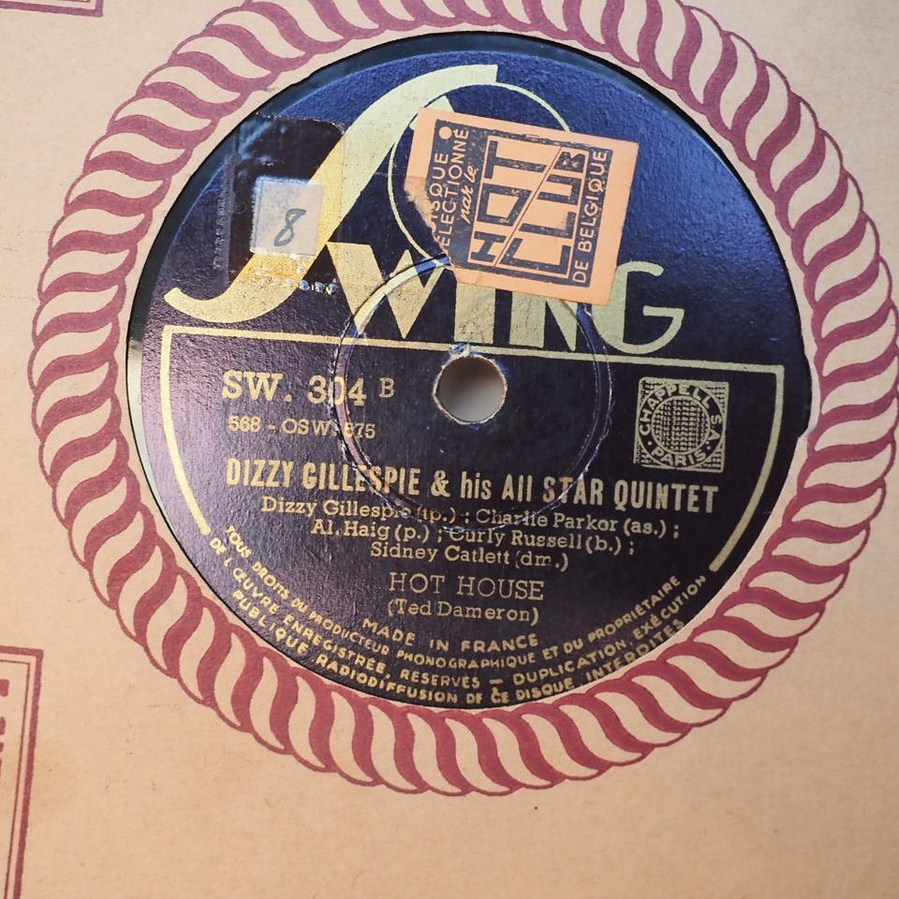 SWING
8
DISQUE
SÉLECTIONNÉ
par le
HOT
CLUB
DE BELGIQUE
SW. 304 B
568 - OSW. 875
CHAPPELL S.A.
PARIS
DIZZY GILLESPIE & his All STAR QUINTET
Dizzy Gillespie (tp.) ; Charlie Parkor (as.) ;
Al. Haig (p.) ; Curly Russell (b.) ;
Sidney Catlett (dm.)
HOT HOUSE
(Ted Dameron)
MADE IN FRANCE
TOUS DROITS DU PRODUCTEUR PHONOGRAPHIQUE ET DU PROPRIÉTAIRE
DE L'ŒUVRE ENREGISTRÉE, RÉSERVÉS — DUPLICATION EXÉCUTION
PUBLIQUE RADIODIFFUSION DE CE DISQUE INTERDITES